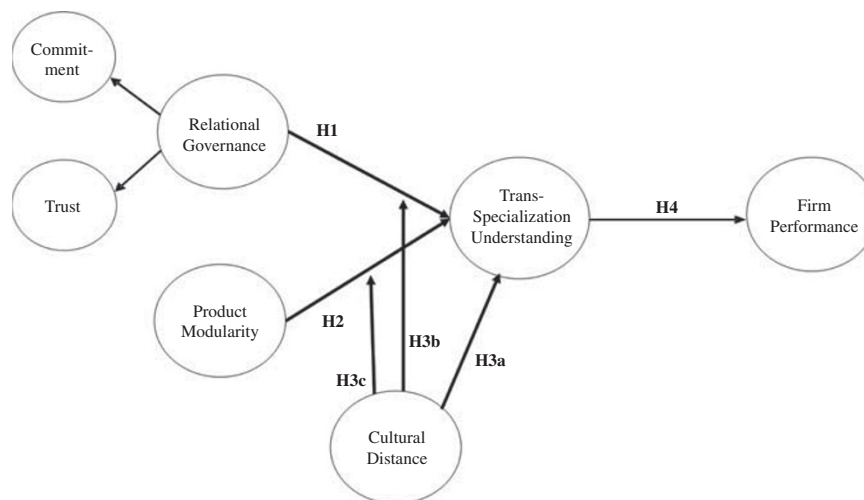 Commit-
ment
Relational
Governance
H1
Trust
Trans-
Specialization
Understanding
H4
Firm
Performance
Product
Modularity
H2
H3b
H3a
H3c
Cultural
Distance